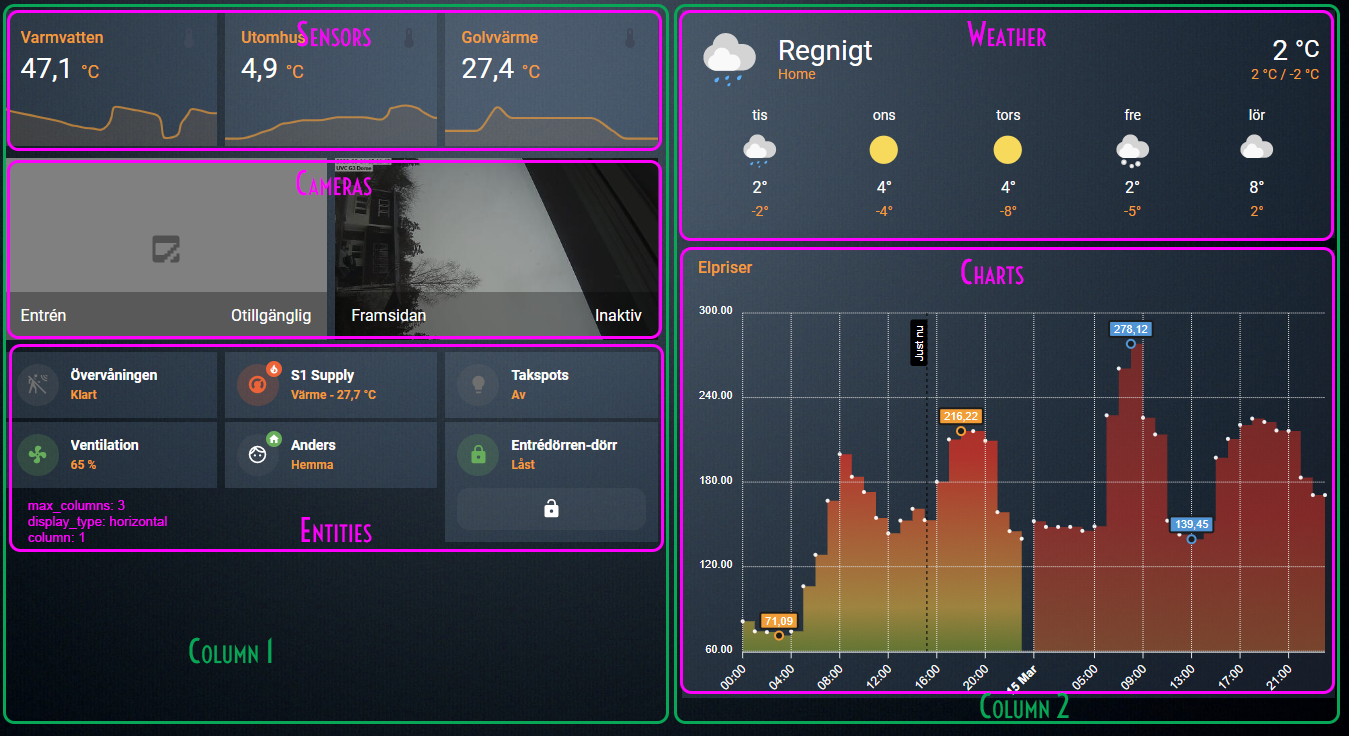 Varmvatten
47,1 °C
Utomhus
4,9 °C
Sensors
Golvvärme
27,4 °C
Cameras
UVC G3 Dome
Entrén
Otillgänglig
Framsidan
Inaktiv
Övervåningen
Klart
S1 Supply
Värme - 27,7 °C
Takspots
Av
Ventilation
65 %
Anders
Hemma
Entrédörren-dörr
Låst
max_columns: 3
display_type: horizontal
column: 1
Entities
Column 1
Weather
Regnigt
Home
2 °C
2 °C / -2 °C
tis ons tors fre lör
2° 4° 4° 2° 8°
-2° -4° -8° -5° 2°
Elpriser
Charts
300.00
240.00
180.00
120.00
60.00
Just nu
278,12
216,22
139,45
71,09
00:00 04:00 08:00 12:00 16:00 20:00 15 Mar 05:00 09:00 13:00 17:00 21:00
Column 2